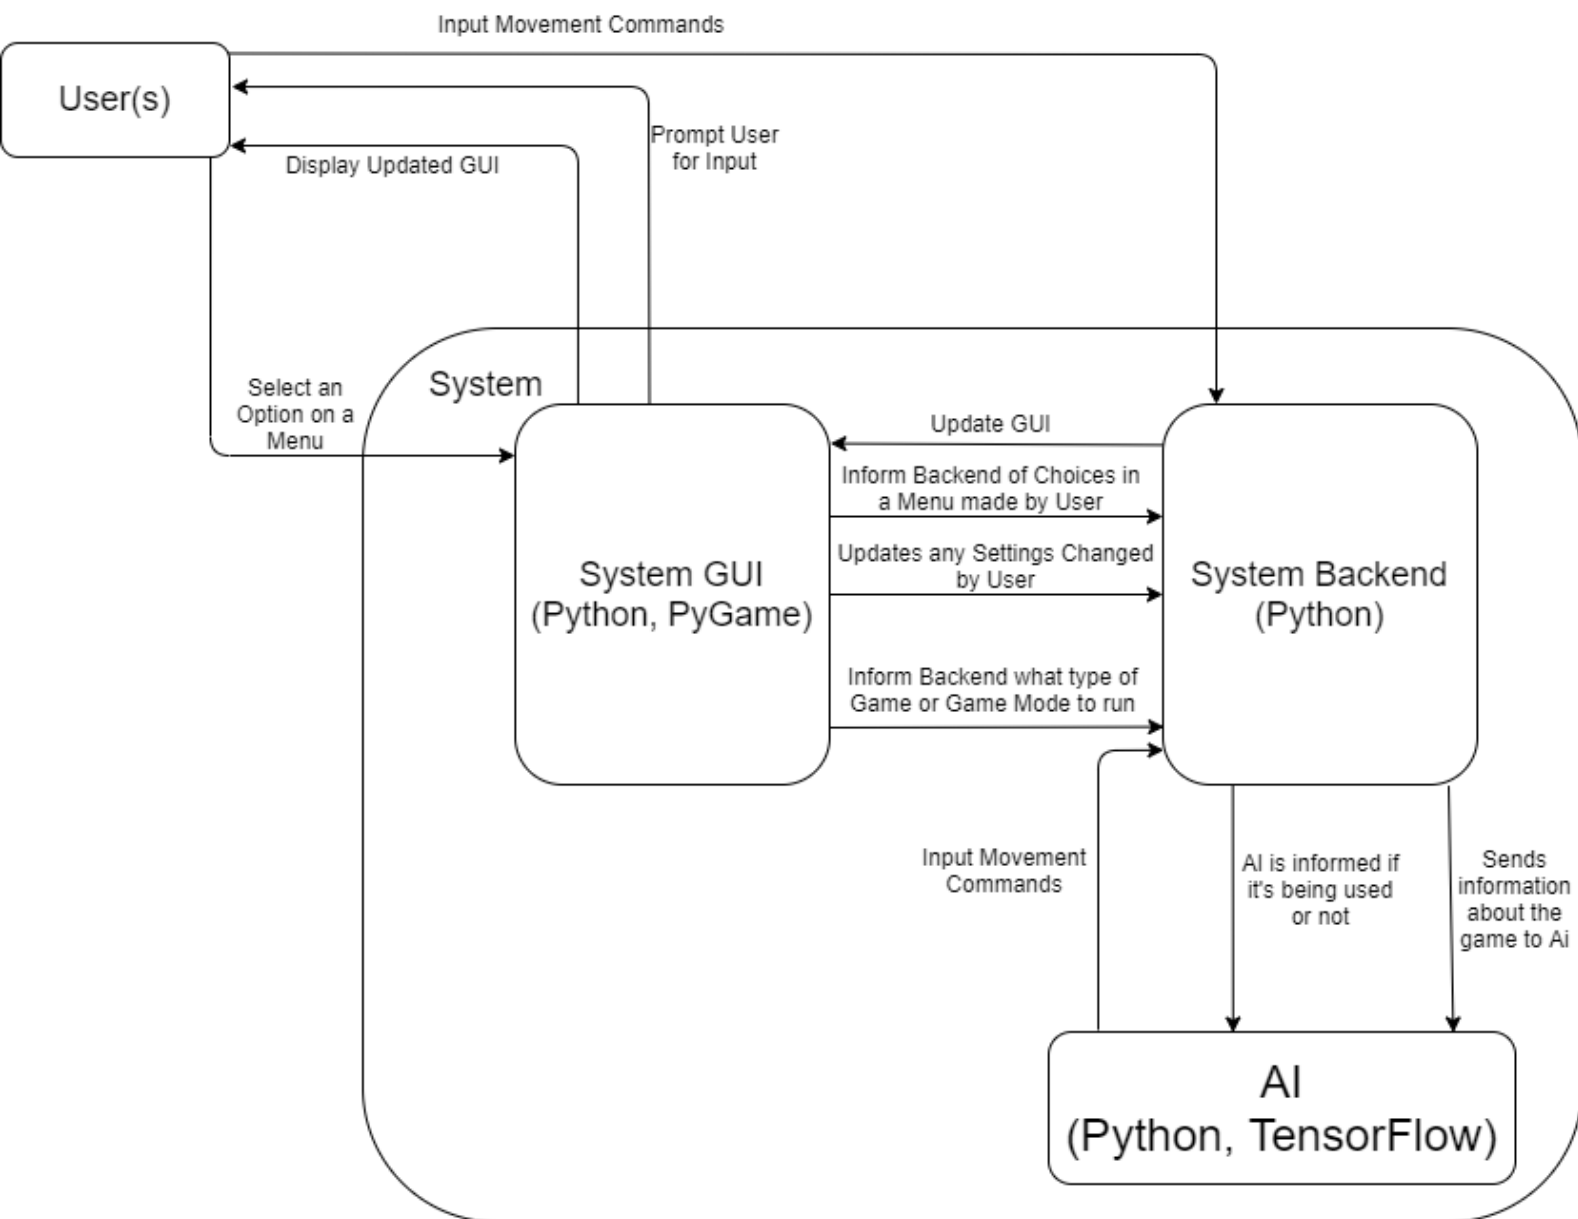 Input Movement Commands
User(s)
Prompt User
for Input
Display Updated GUI
Select an
Option on a
Menu
System
Update GUI
Inform Backend of Choices in
a Menu made by User
Updates any Settings Changed
by User
System GUI
(Python, PyGame)
System Backend
(Python)
Inform Backend what type of
Game or Game Mode to run
Input Movement
Commands
AI is informed if
it's being used
or not
Sends
information
about the
game to Ai
AI
(Python, TensorFlow)